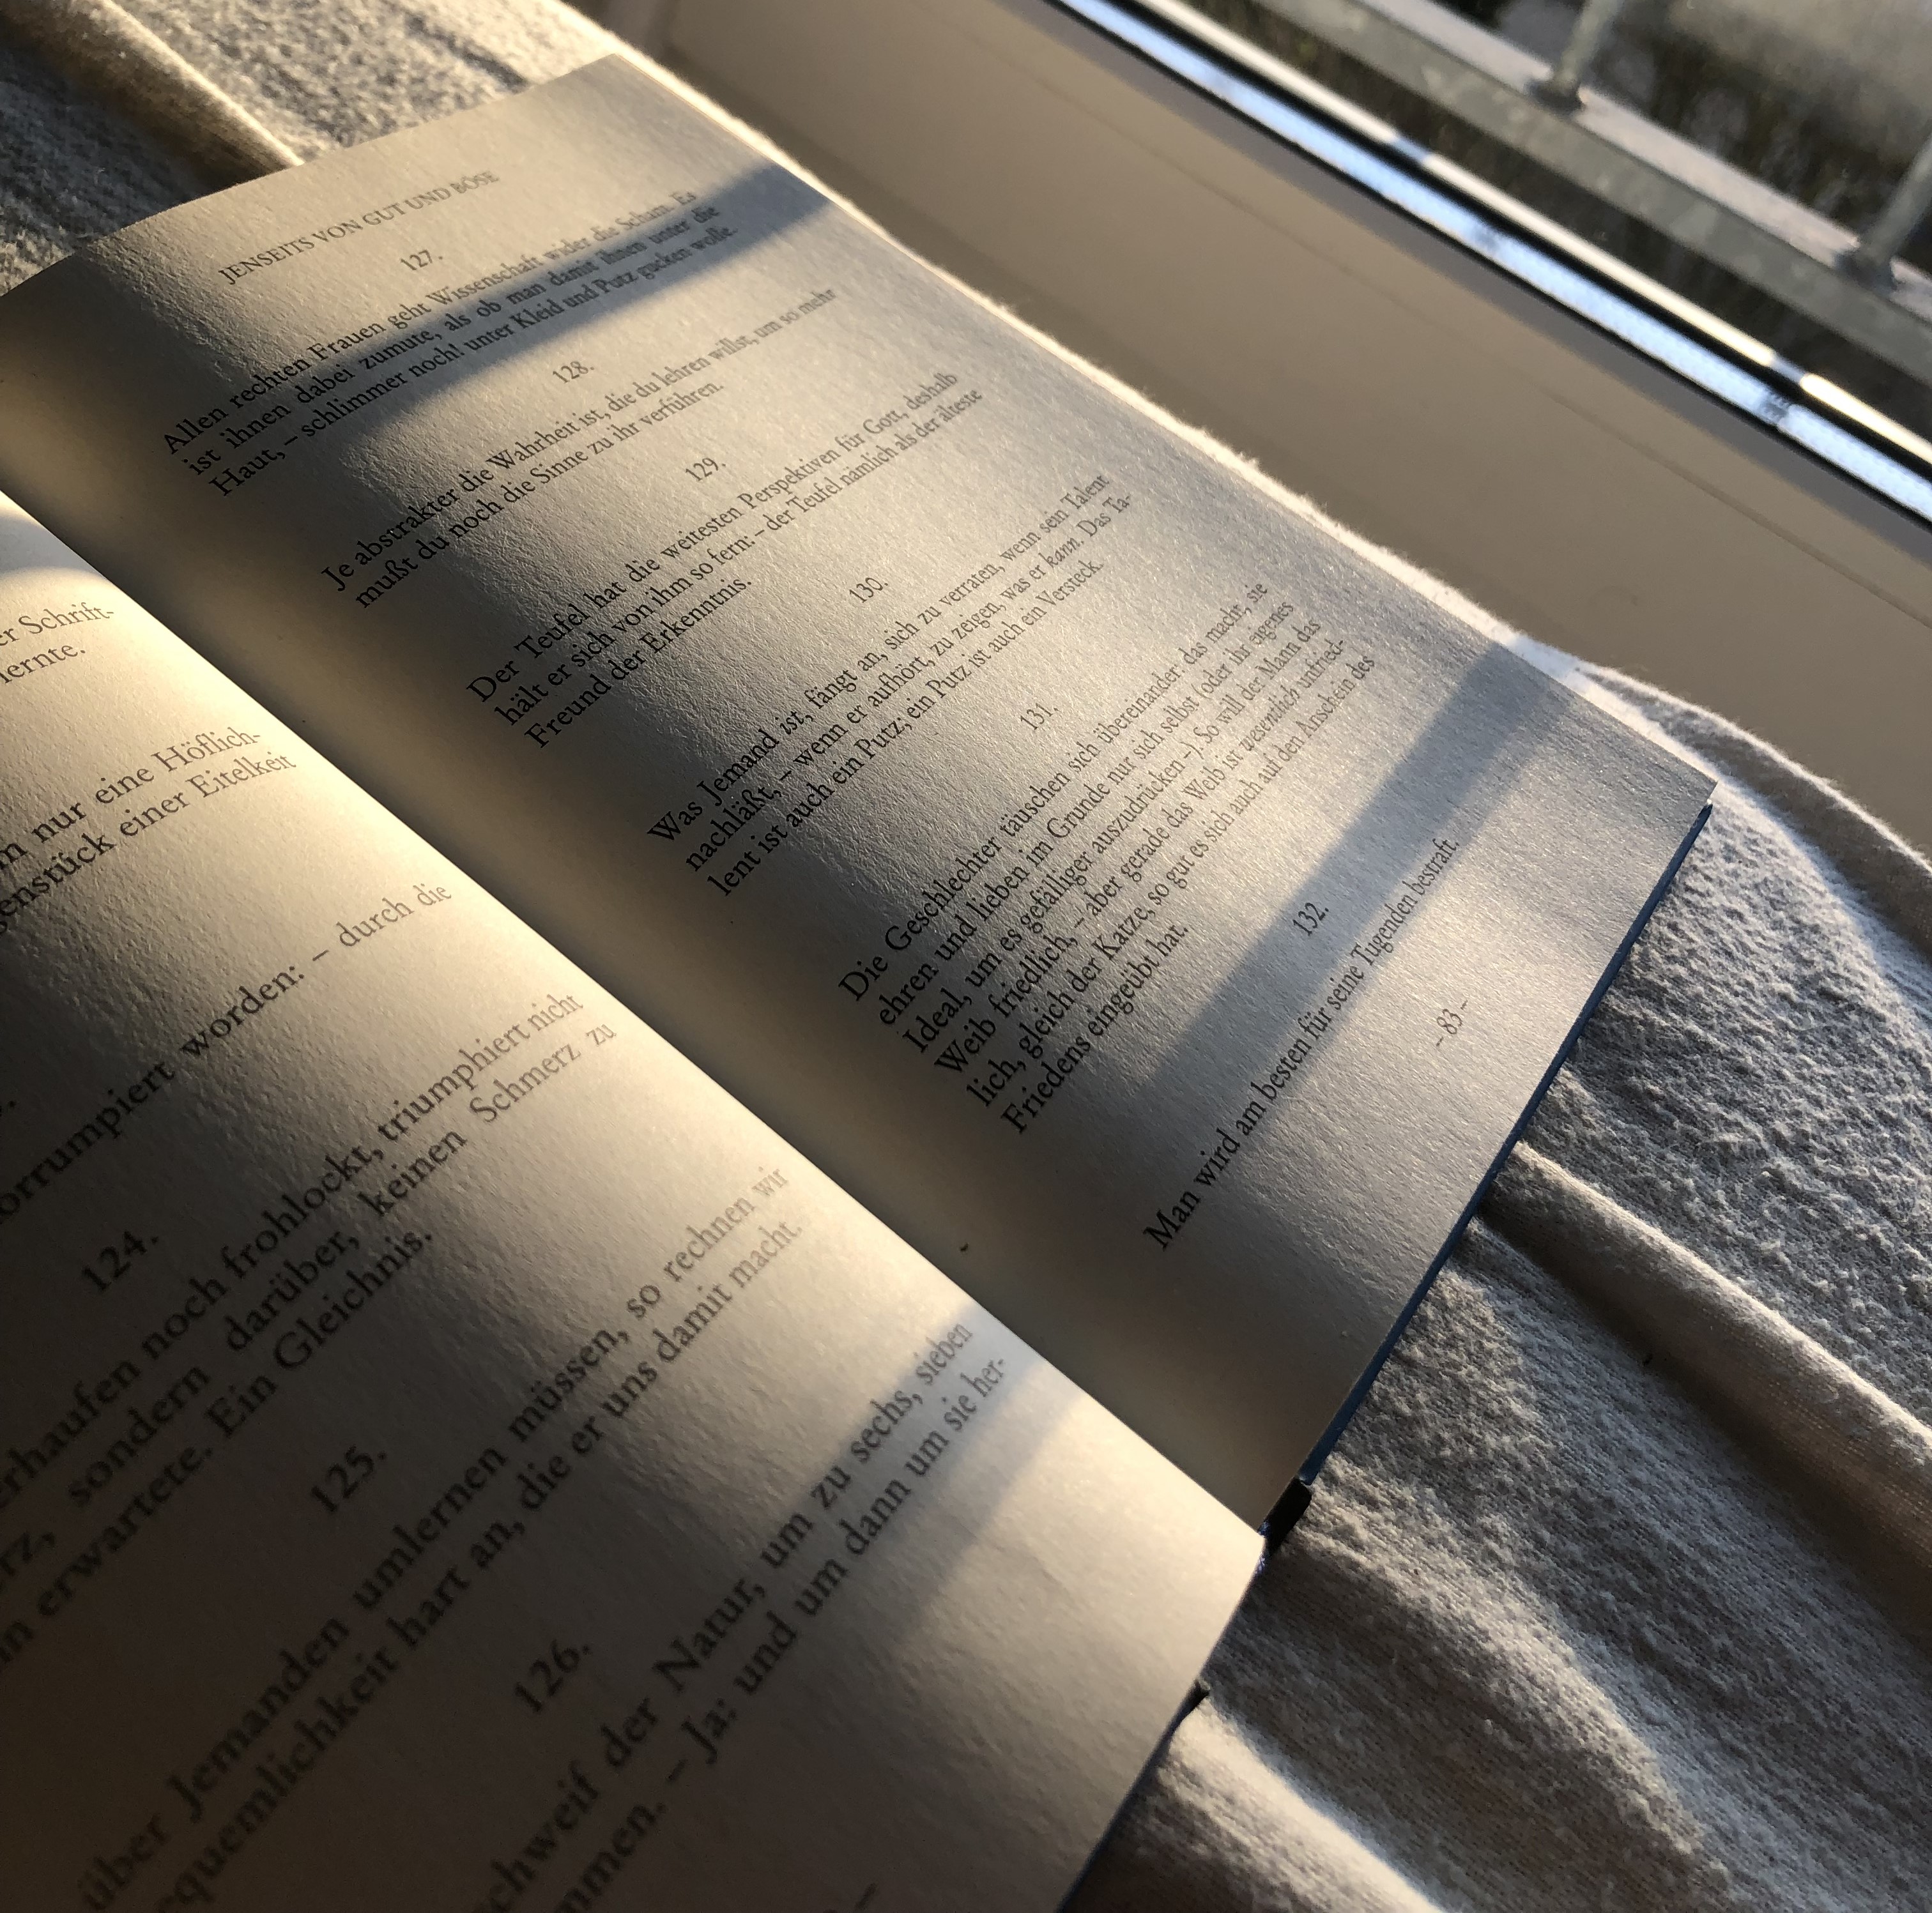 er Schrift-
lernte.
nur eine Höflich-
einer Eitelkeit
worden: – durch die
124.
noch frohlockt, triumphiert nicht
sondern darüber, keinen Schmerz zu
erwartete. Ein Gleichnis.
125.
über Jemanden umlernen müssen, so rechnen wir
hart an, die er uns damit macht.
126.
der Natur, um zu sechs, sieben
– Ja: und um dann um sie her-
JENSEITS VON GUT UND BÖSE
127.
Allen rechten Frauen geht Wissenschaft wider die Scham. Es
ist ihnen dabei zumute, als ob man damit ihnen unter die
Haut, – schlimmer noch! unter Kleid und Putz gucken wolle.
128.
Je abstrakter die Wahrheit ist, die du lehren willst, um so mehr
mußt du noch die Sinne zu ihr verführen.
129.
Der Teufel hat die weitesten Perspektiven für Gott, deshalb
hält er sich von ihm so fern: – der Teufel nämlich als der älteste
Freund der Erkenntnis.
130.
Was Jemand ist, fängt an, sich zu verraten, wenn sein Talent
nachläßt, – wenn er aufhört, zu zeigen, was er kann. Das Ta-
lent ist auch ein Putz; ein Putz ist auch ein Versteck.
131.
Die Geschlechter täuschen sich übereinander: das macht, sie
ehren und lieben im Grunde nur sich selbst (oder ihr eigenes
Ideal, um es gefälliger auszudrücken –). So will der Mann das
Weib friedlich, – aber gerade das Weib ist wesentlich unfried-
lich, gleich der Katze, so gut es sich auch auf den Anschein des
Friedens eingeübt hat.
132.
Man wird am besten für seine Tugenden bestraft.
– 83 –